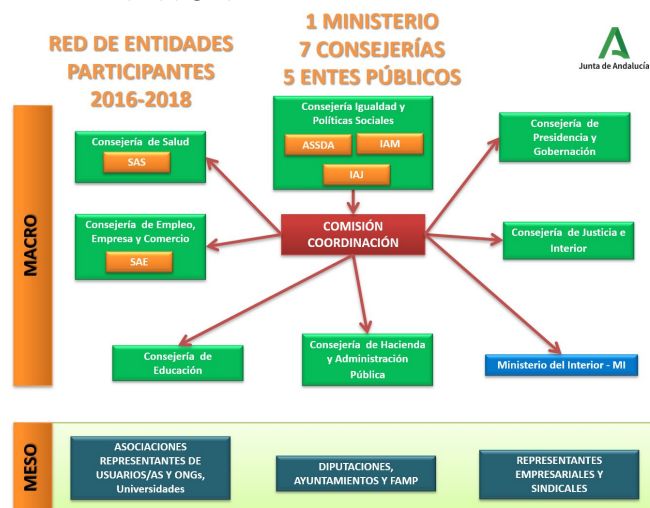 RED DE ENTIDADES
PARTICIPANTES
2016-2018
1 MINISTERIO
7 CONSEJERÍAS
5 ENTES PÚBLICOS
Junta de Andalucía
MACRO
Consejería Igualdad y
Políticas Sociales
ASSDA
IAM
IAJ
Consejería de Salud
SAS
Consejería de
Presidencia y
Gobernación
Consejería de Empleo,
Empresa y Comercio
SAE
COMISIÓN
COORDINACIÓN
Consejería de Justicia e
Interior
Consejería de
Educación
Consejería de Hacienda
y Administración
Pública
Ministerio del Interior - MI
MESO
ASOCIACIONES
REPRESENTANTES DE
USUARIOS/AS Y ONGs,
Universidades
DIPUTACIONES,
AYUNTAMIENTOS Y FAMP
REPRESENTANTES
EMPRESARIALES Y
SINDICALES